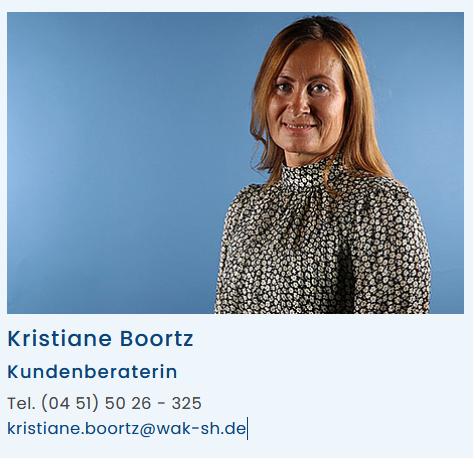 Kristiane Boortz
Kundenberaterin
Tel. (04 51) 50 26 - 325
kristiane.boortz@wak-sh.de